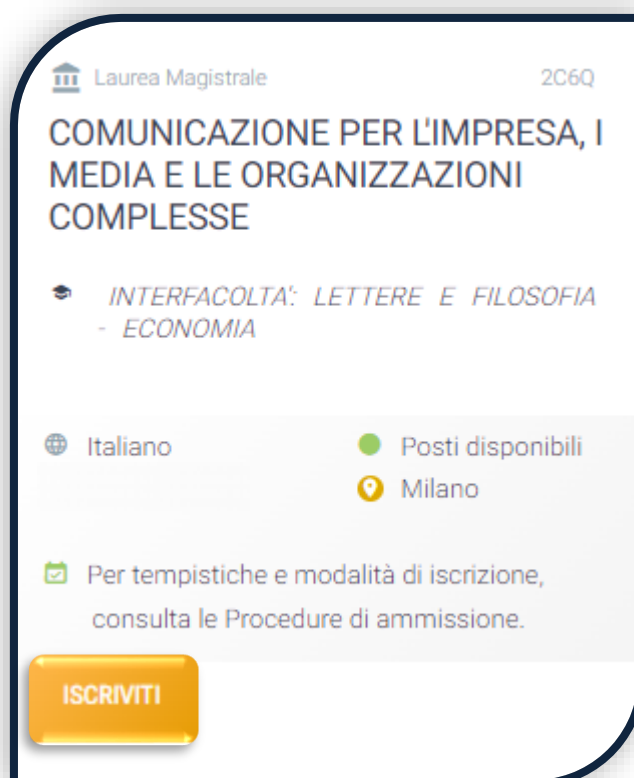 Laurea Magistrale 2C6Q
COMUNICAZIONE PER L'IMPRESA, I
MEDIA E LE ORGANIZZAZIONI
COMPLESSE
INTERFACOLTA': LETTERE E FILOSOFIA
- ECONOMIA
Italiano
Posti disponibili
Milano
Per tempistiche e modalità di iscrizione,
consulta le Procedure di ammissione.
ISCRIVITI